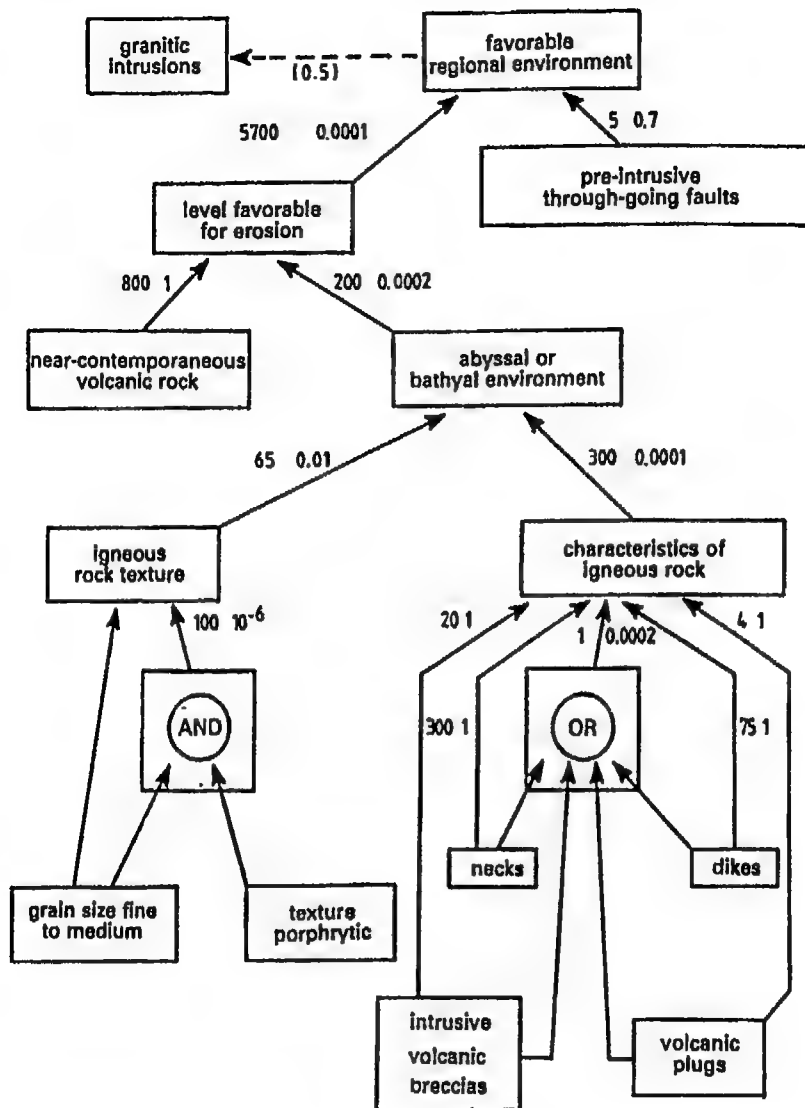 granitic
intrusions
favorable
regional environment
(0.5)
5700 0.0001
5 0.7
level favorable
for erosion
pre-intrusive
through-going faults
800 1
200 0.0002
near-contemporaneous
volcanic rock
abyssal or
bathyal environment
65 0.01
300 0.0001
igneous
rock texture
characteristics of
igneous rock
100 10⁻⁶
20 1
1 0.0002
4 1
AND
300 1
OR
75 1
necks
dikes
grain size fine
to medium
texture
porphrytic
intrusive
volcanic
breccias
volcanic
plugs